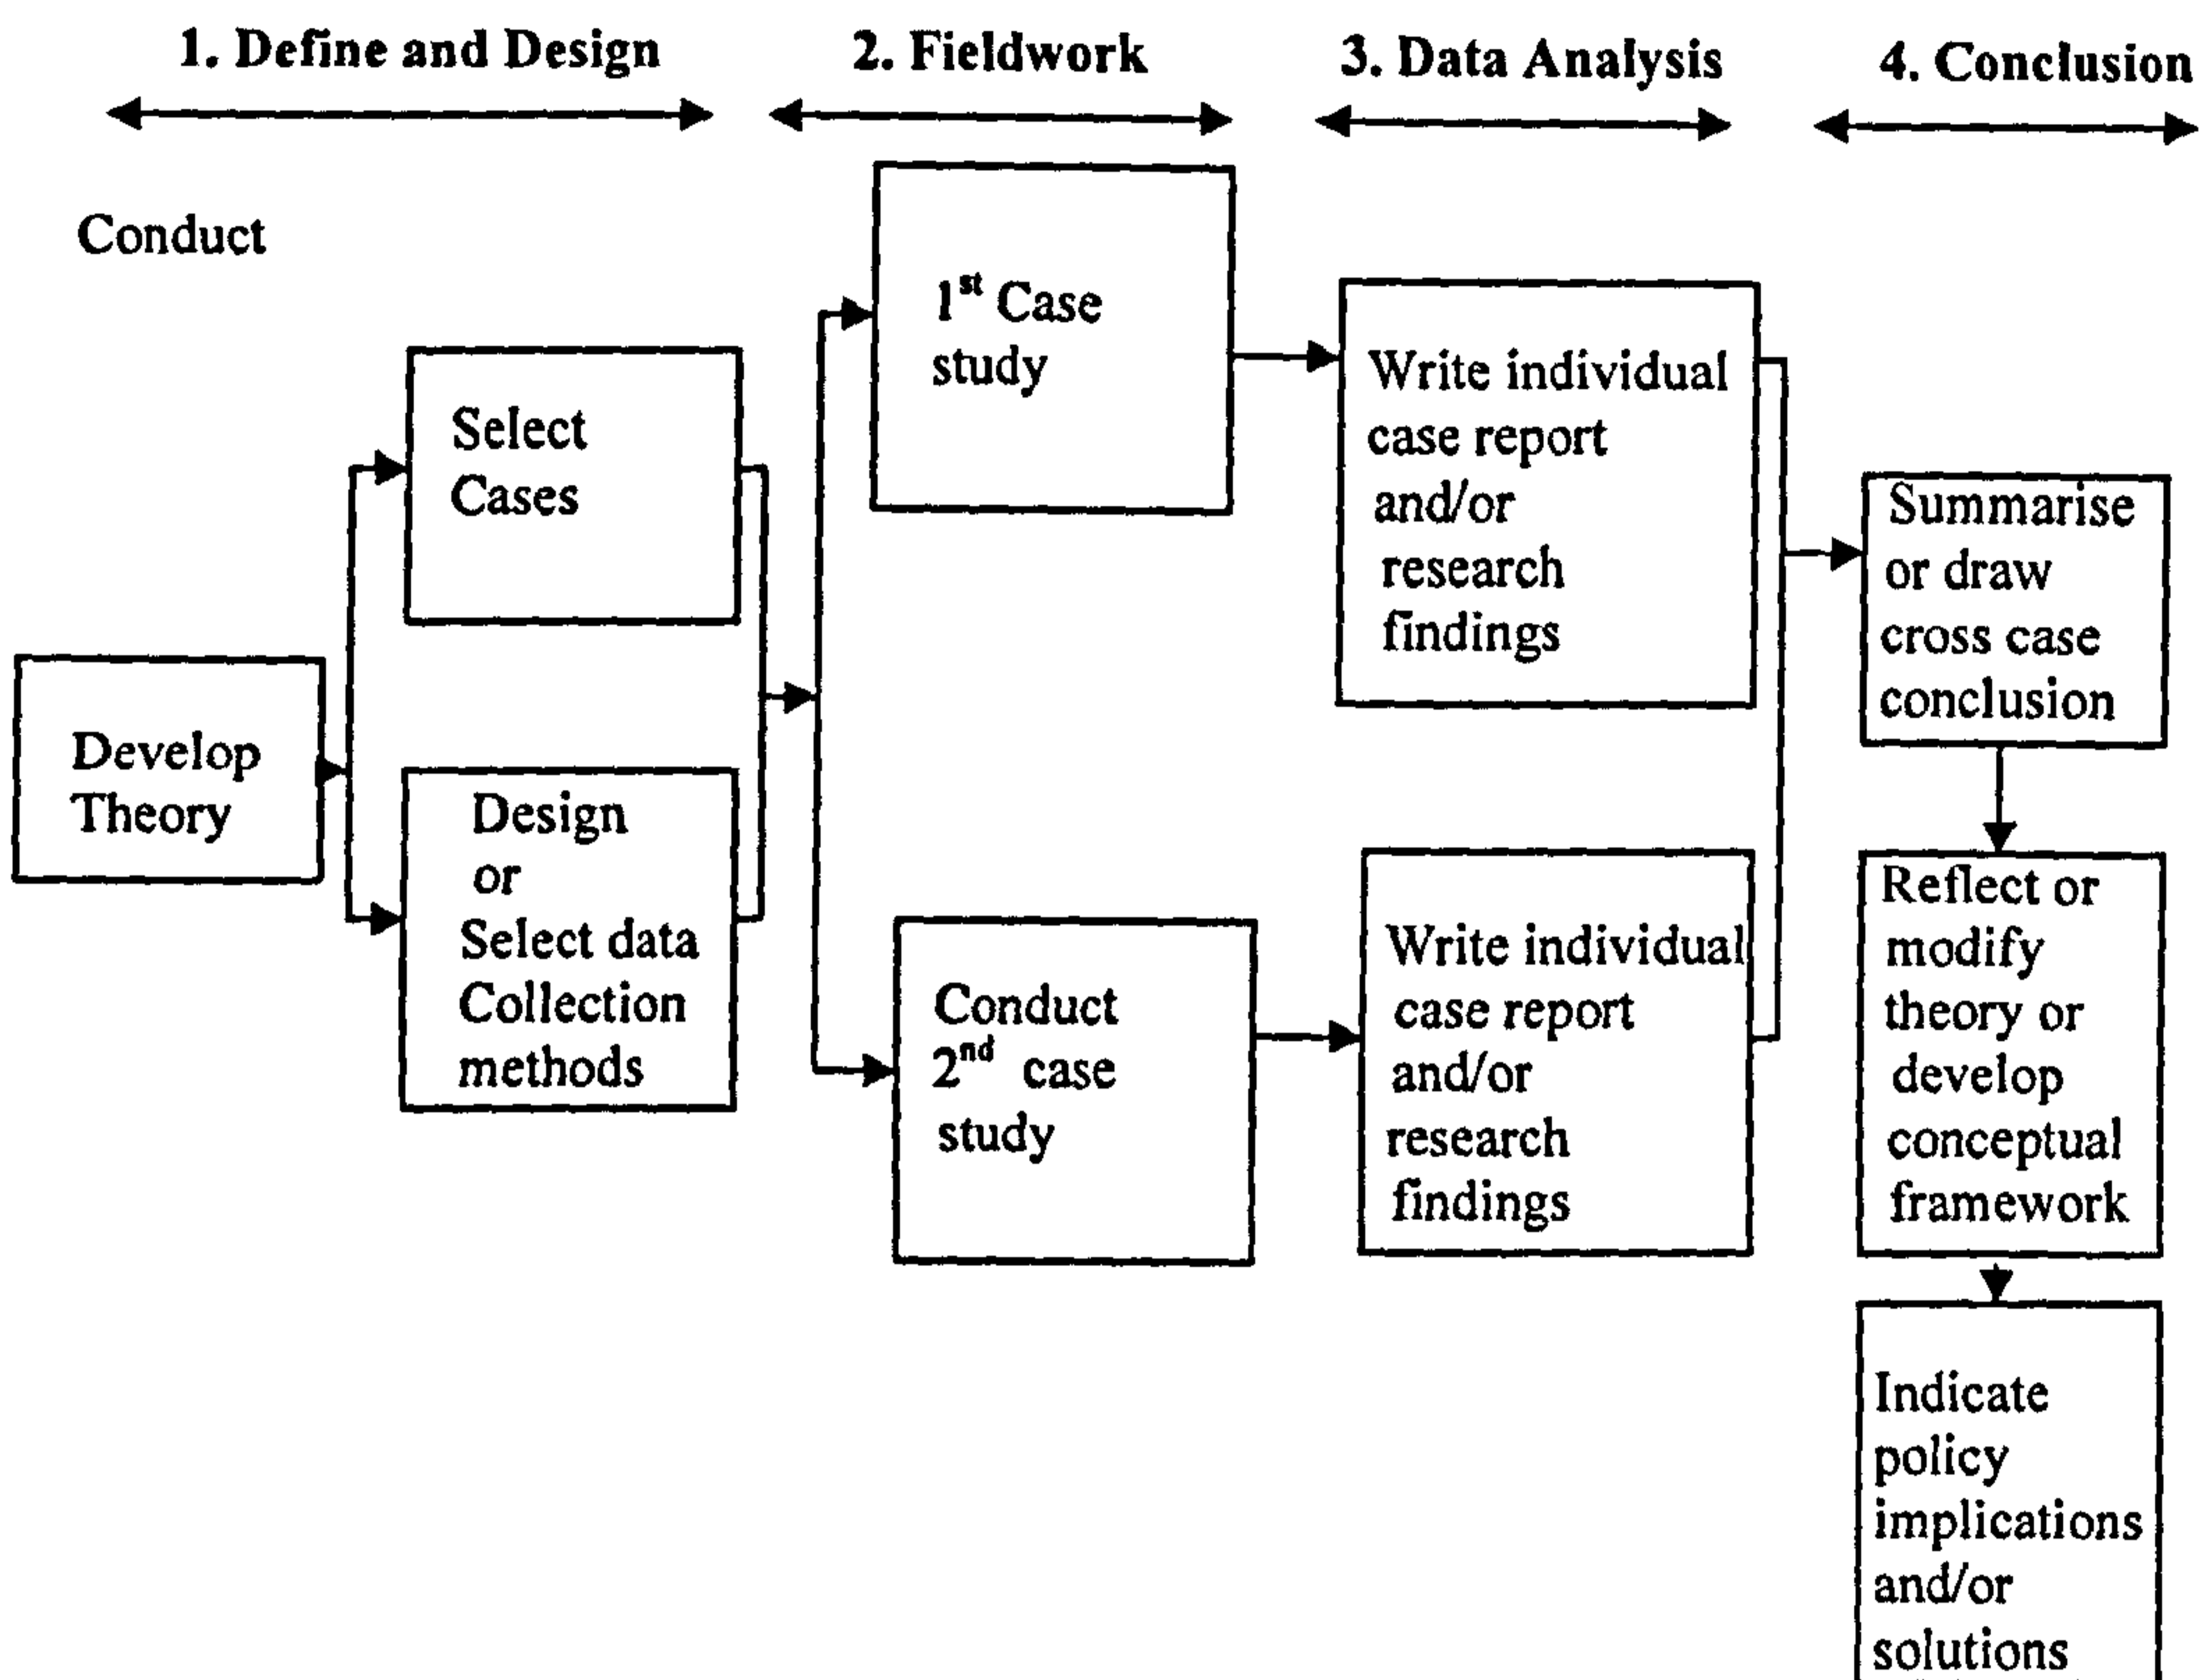 1. Define and Design
2. Fieldwork
3. Data Analysis
4. Conclusion
Conduct
Develop
Theory
Select
Cases
Design
or
Select data
Collection
methods
1st Case
study
Conduct
2nd case
study
Write individual
case report
and/or
research
findings
Write individual
case report
and/or
research
findings
Summarise
or draw
cross case
conclusion
Reflect or
modify
theory or
develop
conceptual
framework
Indicate
policy
implications
and/or
solutions